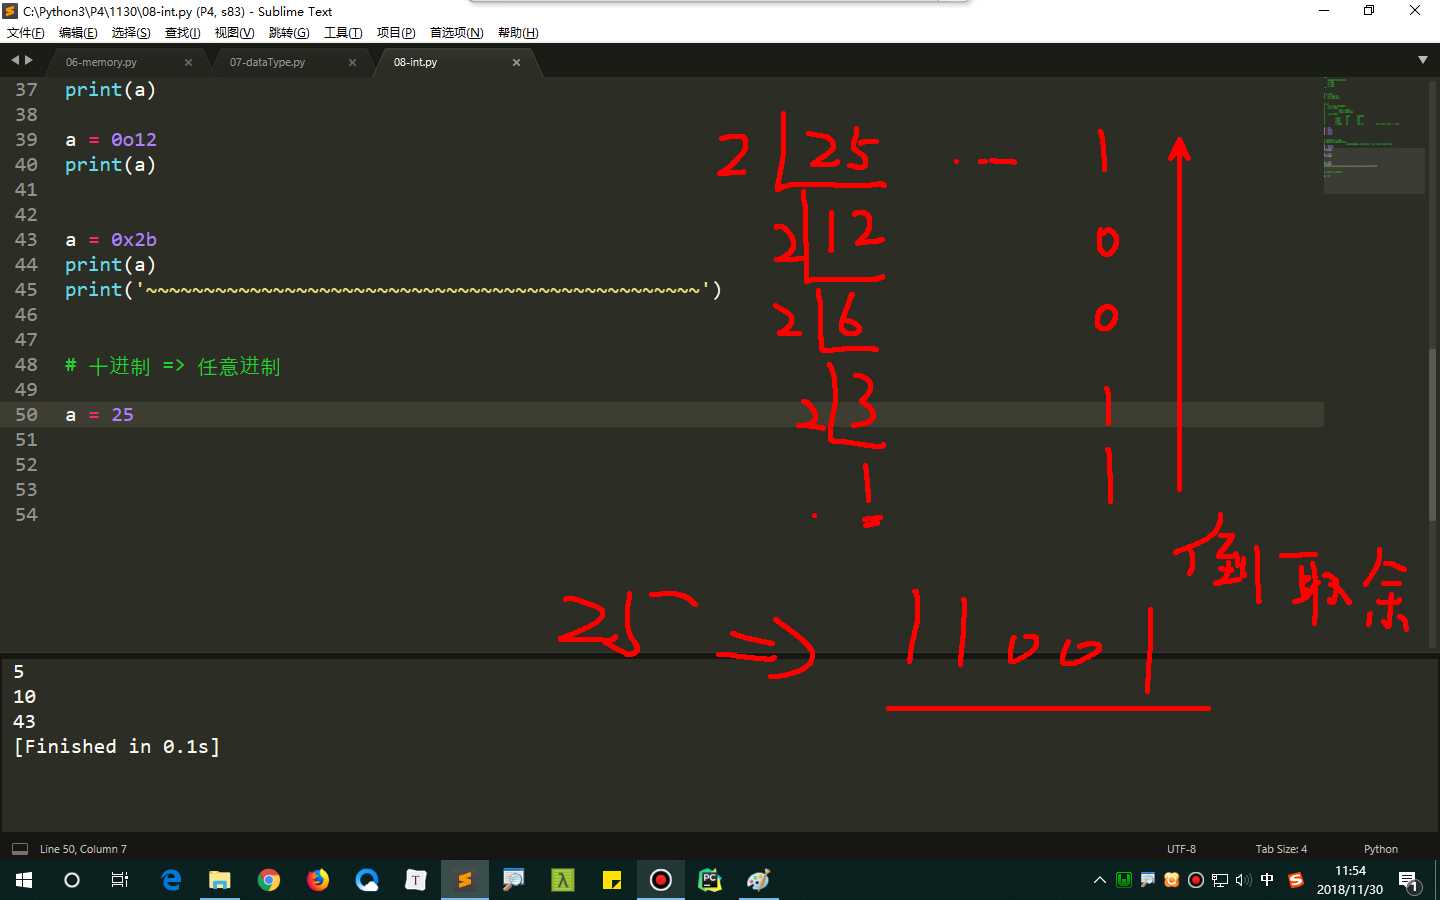 C:\Python3\P4\1130\08-int.py (P4, s83) - Sublime Text
文件(F) 编辑(E) 选择(S) 查找(I) 视图(V) 跳转(G) 工具(T) 项目(P) 首选项(N) 帮助(H)
06-memory.py 07-dataType.py 08-int.py
37 print(a)
38
39 a = 0o12
40 print(a)
41
42
43 a = 0x2b
44 print(a)
45 print('~~~~~~~~~~~~~~~~~~~~~~~~~~~~~~~~~~~~~~~~~~~~~~~~')
46
47
48 # 十进制 => 任意进制
49
50 a = 25
51
52
53
54
2 25 ... 1
2 12 0
2 6 0
2 3 1
1 1
倒取余
25 => 11001
5
10
43
[Finished in 0.1s]
Line 50, Column 7 UTF-8 Tab Size: 4 Python
中 11:54
2018/11/30
1